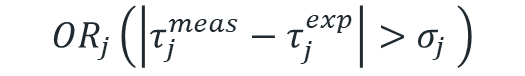 OR_j (|τ_j^{meas} − τ_j^{exp}| > σ_j)